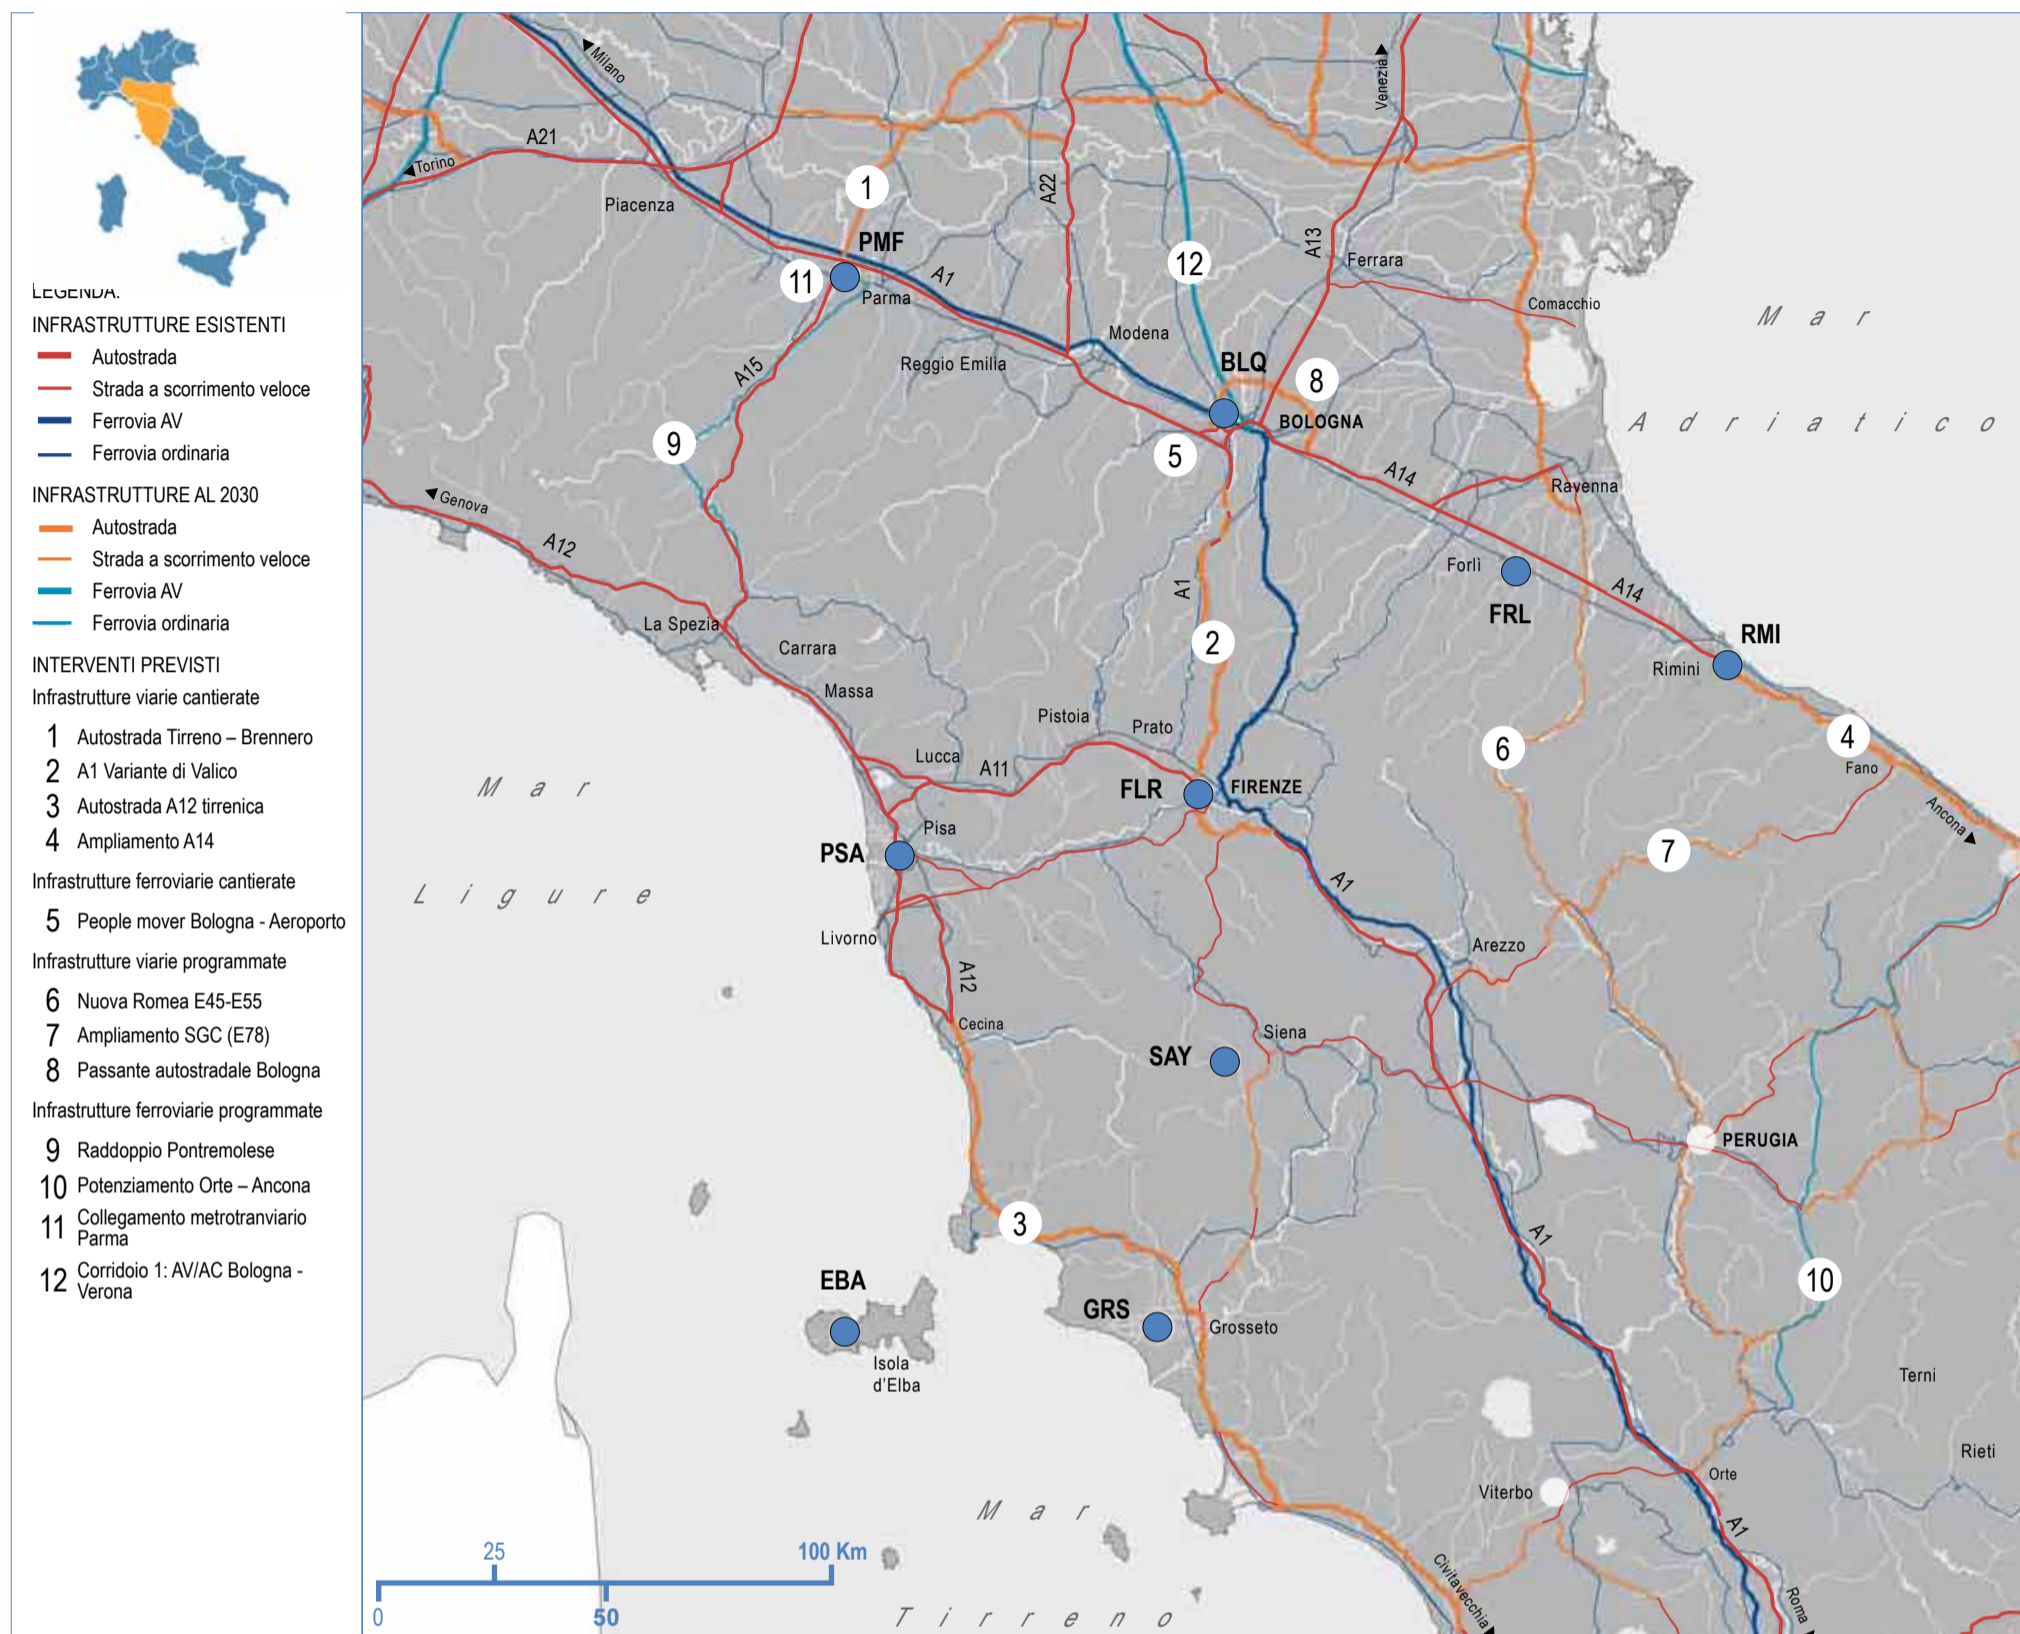 LEGENDA:
INFRASTRUTTURE ESISTENTI
Autostrada
Strada a scorrimento veloce
Ferrovia AV
Ferrovia ordinaria
INFRASTRUTTURE AL 2030
Autostrada
Strada a scorrimento veloce
Ferrovia AV
Ferrovia ordinaria
INTERVENTI PREVISTI
Infrastrutture viarie cantierate
1 Autostrada Tirreno – Brennero
2 A1 Variante di Valico
3 Autostrada A12 tirrenica
4 Ampliamento A14
Infrastrutture ferroviarie cantierate
5 People mover Bologna - Aeroporto
Infrastrutture viarie programmate
6 Nuova Romea E45-E55
7 Ampliamento SGC (E78)
8 Passante autostradale Bologna
Infrastrutture ferroviarie programmate
9 Raddoppio Pontremolese
10 Potenziamento Orte – Ancona
11 Collegamento metrotranviario
Parma
12 Corridoio 1: AV/AC Bologna -
Verona
Milano
Venezia
A21
Torino
1
A22
Piacenza
PMF
A13
12
Ferrara
11
A1
Parma
Comacchio
Mar
Modena
A15
Reggio Emilia
BLQ
8
Adriatico
BOLOGNA
9
5
A14
Ravenna
Genova
A12
Forlì
A1
A14
FRL
La Spezia
2
RMI
Carrara
Rimini
Massa
Pistoia
Prato
6
4
Lucca
A11
Fano
Mar
FLR
FIRENZE
Ancona
Pisa
PSA
7
A1
Ligure
Livorno
Arezzo
A12
Cecina
Siena
SAY
PERUGIA
3
A1
10
EBA
GRS
Grosseto
Isola
d'Elba
Terni
Rieti
Orte
Viterbo
Mar
A1
25
100 Km
Civitavecchia
Roma
0
50
Tirreno